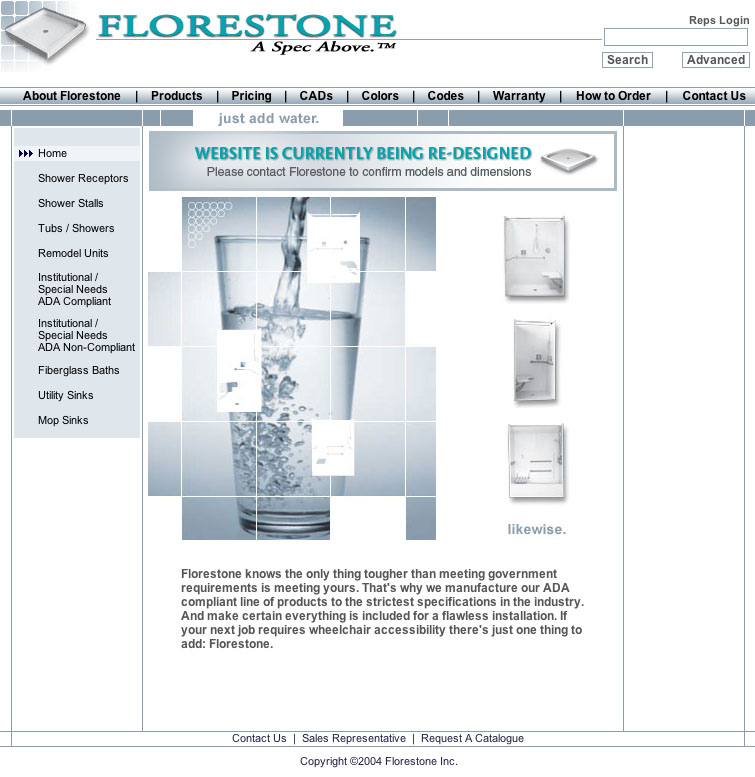 FLORESTONE
A Spec Above.™
Reps Login
Search
Advanced
About Florestone | Products | Pricing | CADs | Colors | Codes | Warranty | How to Order | Contact Us
just add water.
Home
Shower Receptors
Shower Stalls
Tubs / Showers
Remodel Units
Institutional /
Special Needs
ADA Compliant
Institutional /
Special Needs
ADA Non-Compliant
Fiberglass Baths
Utility Sinks
Mop Sinks
WEBSITE IS CURRENTLY BEING RE-DESIGNED
Please contact Florestone to confirm models and dimensions
likewise.
Florestone knows the only thing tougher than meeting government
requirements is meeting yours. That's why we manufacture our ADA
compliant line of products to the strictest specifications in the industry.
And make certain everything is included for a flawless installation. If
your next job requires wheelchair accessibility there's just one thing to
add: Florestone.
Contact Us | Sales Representative | Request A Catalogue
Copyright ©2004 Florestone Inc.